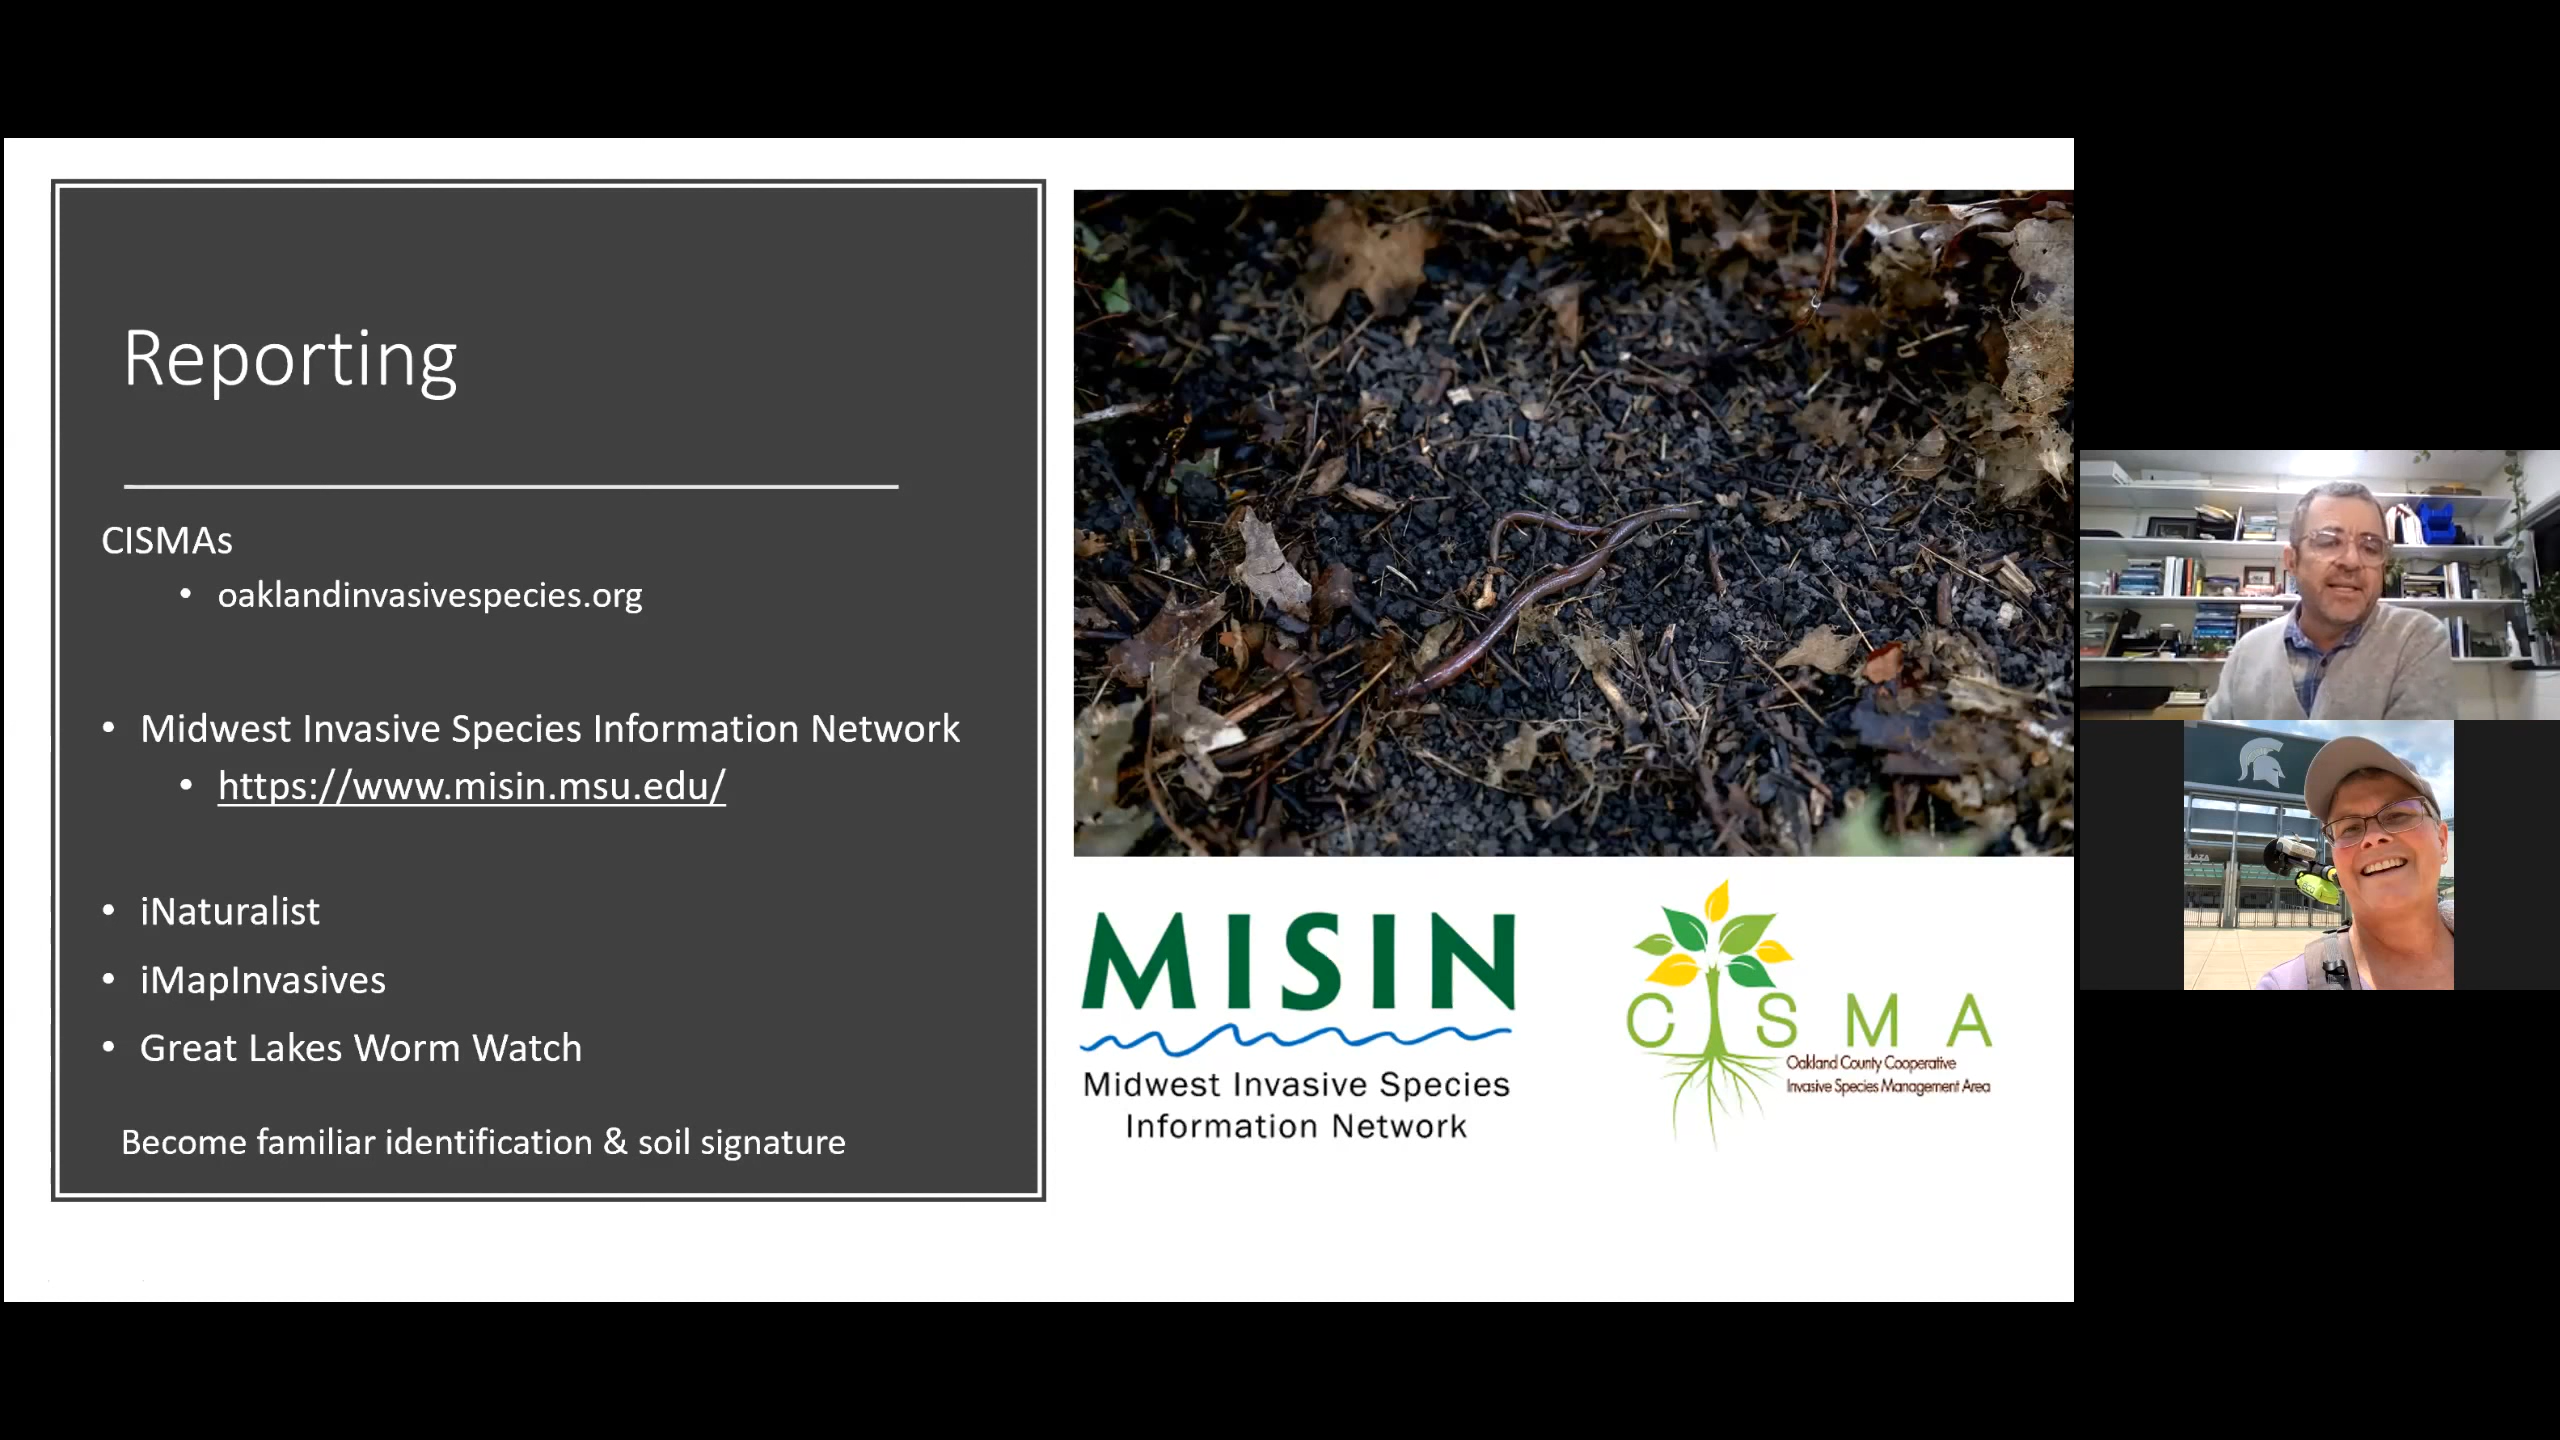 Reporting
CISMAs
• oaklandinvasivespecies.org
• Midwest Invasive Species Information Network
• https://www.misin.msu.edu/
• iNaturalist
• iMapInvasives
• Great Lakes Worm Watch
Become familiar identification & soil signature
MISIN
Midwest Invasive Species
Information Network
CISMA
Oakland County Cooperative
Invasive Species Management Area
PLAZA